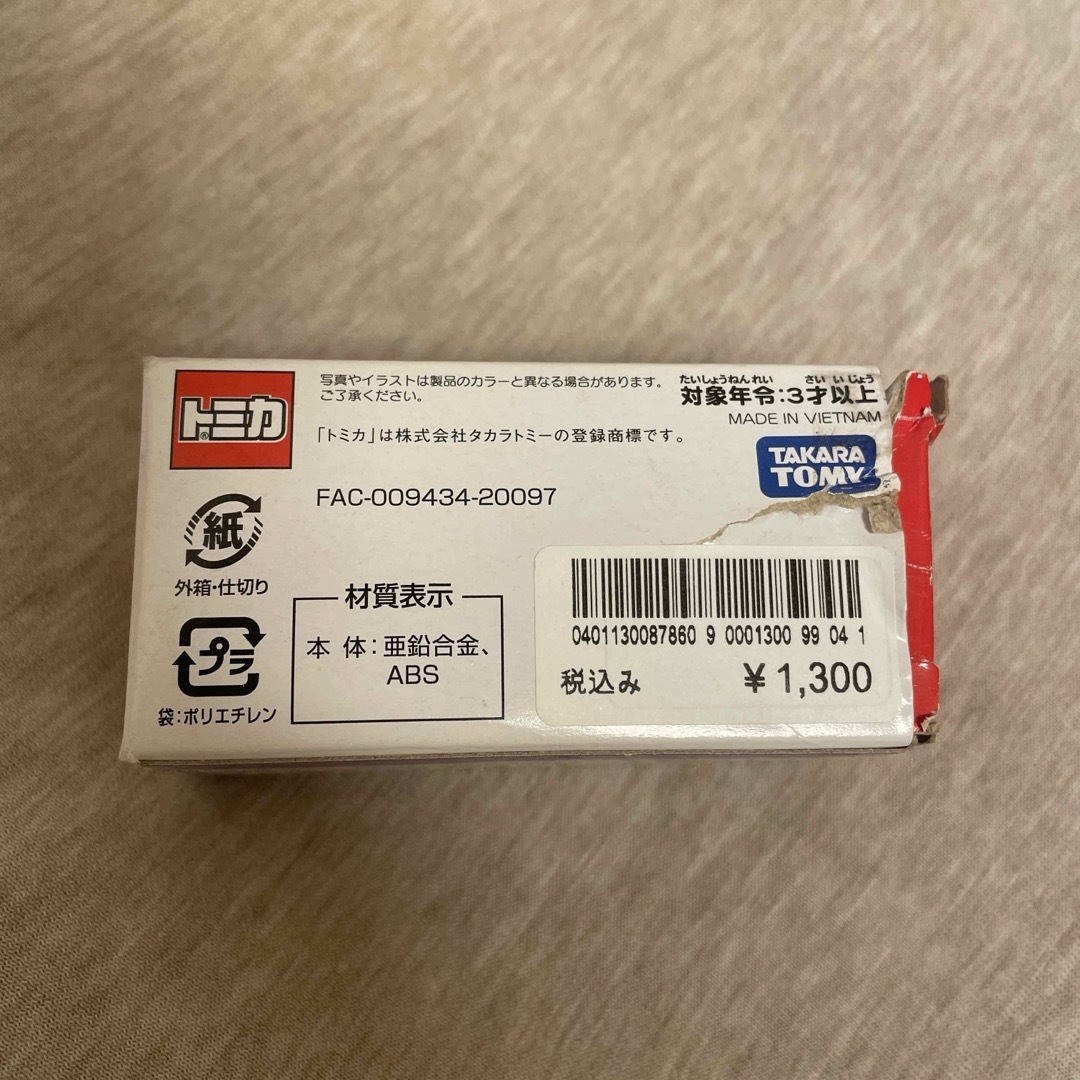 トミカ®
写真やイラストは製品のカラーと異なる場合があります。
ご了承ください。
「トミカ」は株式会社タカラトミーの登録商標です。
たいしょうねんれい さいいじょう
対象年令:3才以上
MADE IN VIETNAM
TAKARA
TOMY
FAC-009434-20097
紙
外箱・仕切り
プラ
袋:ポリエチレン
材質表示
本 体:亜鉛合金、
ABS
0401130087860 9 0001300 99 04 1
税込み ¥1,300